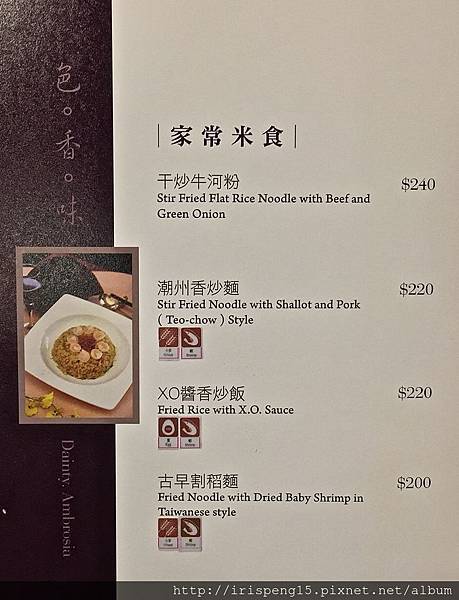 色。香。味
Dainty. Ambrosia
家常米食
干炒牛河粉 $240
Stir Fried Flat Rice Noodle with Beef and
Green Onion
潮州香炒麵 $220
Stir Fried Noodle with Shallot and Pork
( Teo-chow ) Style
XO醬香炒飯 $220
Fried Rice with X.O. Sauce
古早割稻麵 $200
Fried Noodle with Dried Baby Shrimp in
Taiwanese style
http://irispeng15.pixnet.net/album